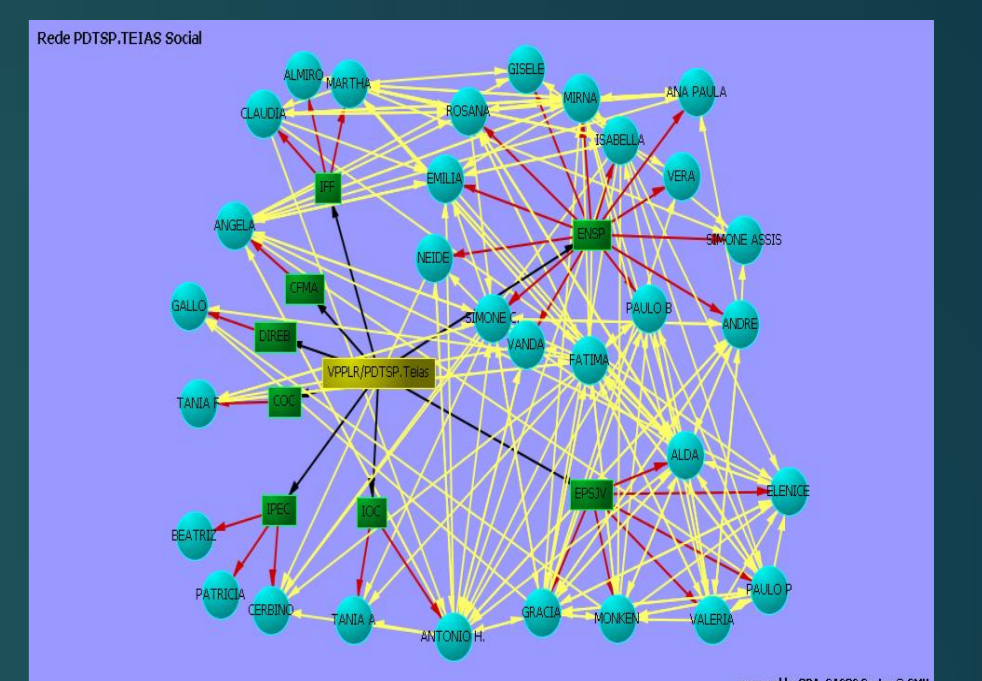 Rede PDTSP.TEIAS Social
GISELE
ALMIRO
MARTHA
MIRNA
ANA PAULA
CLAUDIA
ROSANA
ISABELLA
EMILIA
VERA
IFF
ANGELA
ENSP
SIMONE ASSIS
NEIDE
CFMA
GALLO
PAULO B
SIMONE C.
ANDRE
DIREB
VANDA
FATIMA
VPPLR/PDTSP.Teias
TANIA F
COC
ALDA
EPSJV
ELENICE
IPEC
IOC
BEATRIZ
PATRICIA
PAULO P
CERBINO
GRACIA
TANIA A
MONKEN
VALERIA
ANTONIO H.